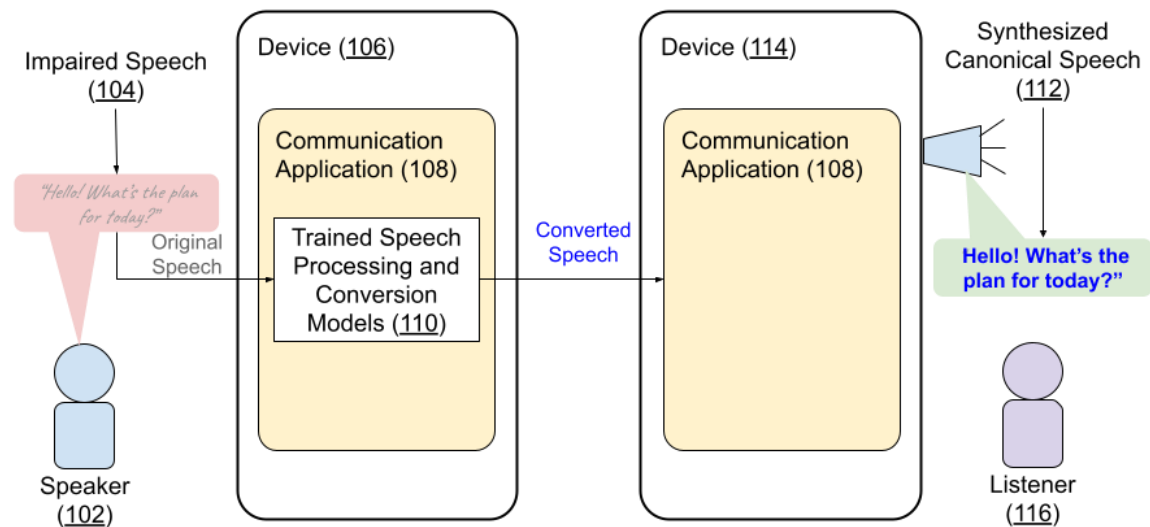 Impaired Speech
(104)
"Hello! What's the plan
for today?"
Original
Speech
Speaker
(102)
Device (106)
Communication
Application (108)
Trained Speech
Processing and
Conversion
Models (110)
Converted
Speech
Device (114)
Communication
Application (108)
Synthesized
Canonical Speech
(112)
Hello! What's the
plan for today?"
Listener
(116)